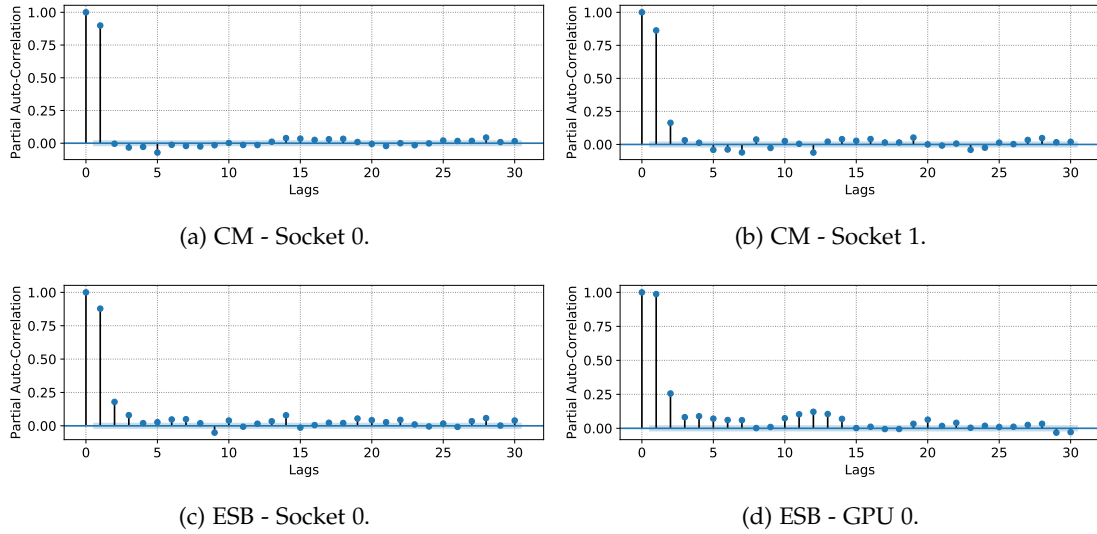 Partial Auto-Correlation
1.00
0.75
0.50
0.25
0.00
0 5 10 15 20 25 30
Lags
(a) CM - Socket 0.
Partial Auto-Correlation
1.00
0.75
0.50
0.25
0.00
0 5 10 15 20 25 30
Lags
(b) CM - Socket 1.
Partial Auto-Correlation
1.00
0.75
0.50
0.25
0.00
0 5 10 15 20 25 30
Lags
(c) ESB - Socket 0.
Partial Auto-Correlation
1.00
0.75
0.50
0.25
0.00
0 5 10 15 20 25 30
Lags
(d) ESB - GPU 0.